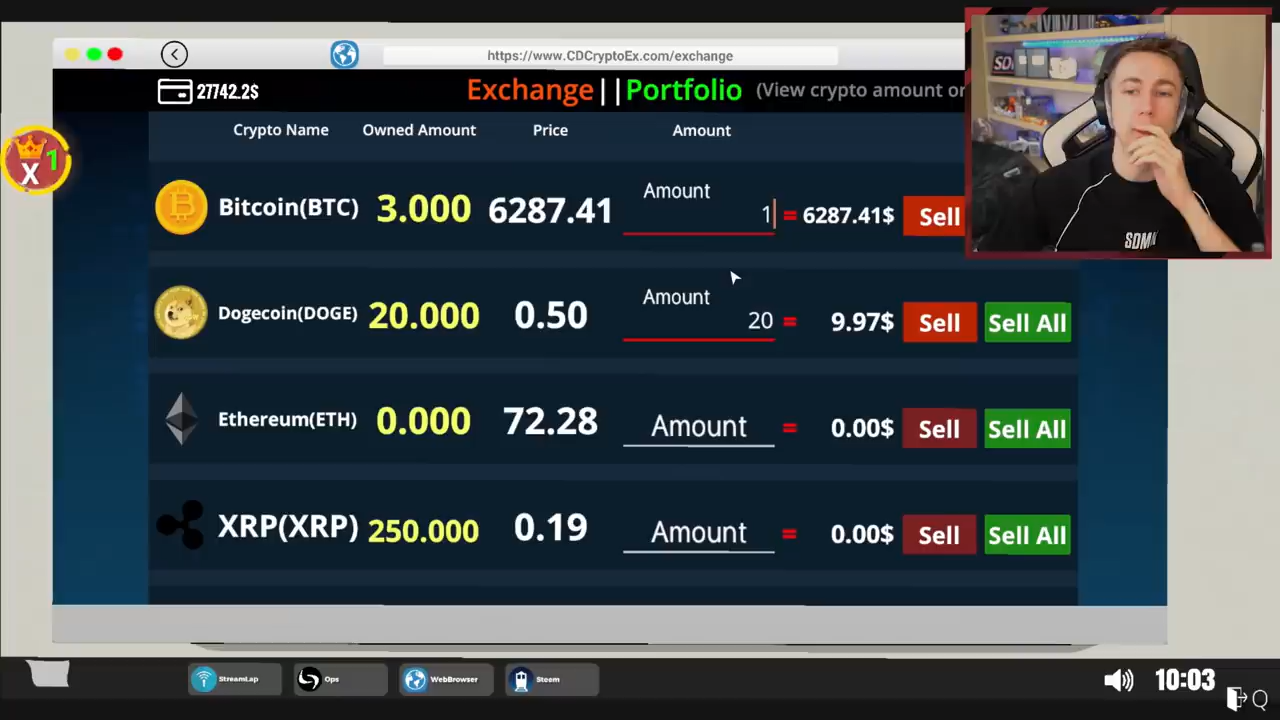 https://www.CDCryptoEx.com/exchange
27742.2$
Exchange||Portfolio (View crypto amount or
Crypto Name Owned Amount Price Amount
X 1
Bitcoin(BTC) 3.000 6287.41 Amount 1 = 6287.41$ Sell
Dogecoin(DOGE) 20.000 0.50 Amount 20 = 9.97$ Sell Sell All
Ethereum(ETH) 0.000 72.28 Amount = 0.00$ Sell Sell All
XRP(XRP) 250.000 0.19 Amount = 0.00$ Sell Sell All
SDMN
StreamLap Ops WebBrowser Steem 10:03 Q